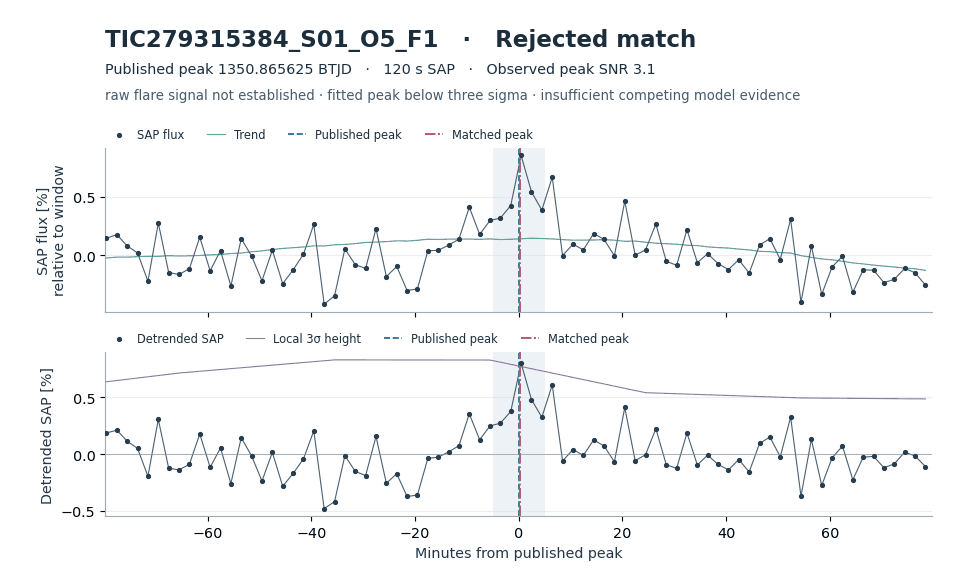 TIC279315384_S01_O5_F1 · Rejected match
Published peak 1350.865625 BTJD · 120 s SAP · Observed peak SNR 3.1
raw flare signal not established · fitted peak below three sigma · insufficient competing model evidence
SAP flux Trend Published peak Matched peak
SAP flux [%]
relative to window
0.5
0.0
Detrended SAP Local 3σ height Published peak Matched peak
Detrended SAP [%]
0.5
0.0
−0.5
−60 −40 −20 0 20 40 60
Minutes from published peak